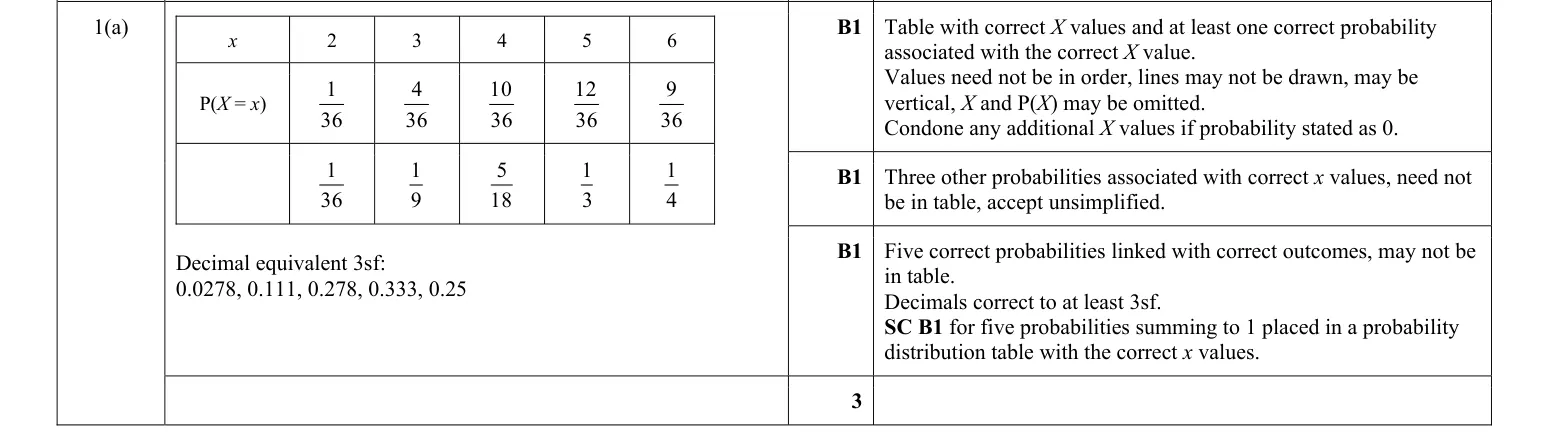 1(a)
x 2 3 4 5 6
P(X = x) 1/36 4/36 10/36 12/36 9/36
1/36 1/9 5/18 1/3 1/4
Decimal equivalent 3sf:
0.0278, 0.111, 0.278, 0.333, 0.25
B1 Table with correct X values and at least one correct probability
associated with the correct X value.
Values need not be in order, lines may not be drawn, may be
vertical, X and P(X) may be omitted.
Condone any additional X values if probability stated as 0.
B1 Three other probabilities associated with correct x values, need not
be in table, accept unsimplified.
B1 Five correct probabilities linked with correct outcomes, may not be
in table.
Decimals correct to at least 3sf.
SC B1 for five probabilities summing to 1 placed in a probability
distribution table with the correct x values.
3